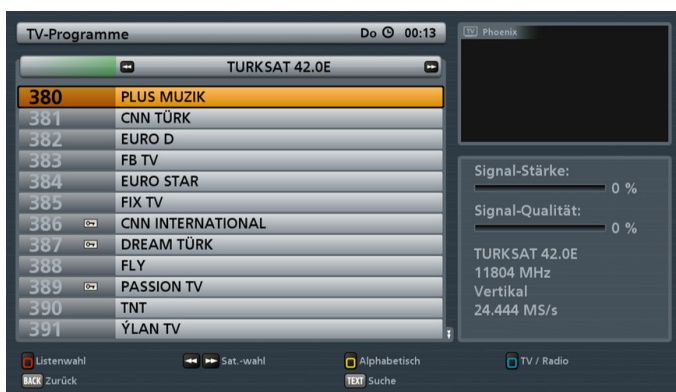 TV-Programme Do 00:13
TV Phoenix
TURKSAT 42.0E
380 PLUS MUZIK
381 CNN TÜRK
382 EURO D
383 FB TV
384 EURO STAR
385 FIX TV
386 CNN INTERNATIONAL
387 DREAM TÜRK
388 FLY
389 PASSION TV
390 TNT
391 ÝLAN TV
Signal-Stärke:
0 %
Signal-Qualität:
0 %
TURKSAT 42.0E
11804 MHz
Vertikal
24.444 MS/s
Listenwahl Sat.-wahl Alphabetisch TV / Radio
BACK Zurück TEXT Suche